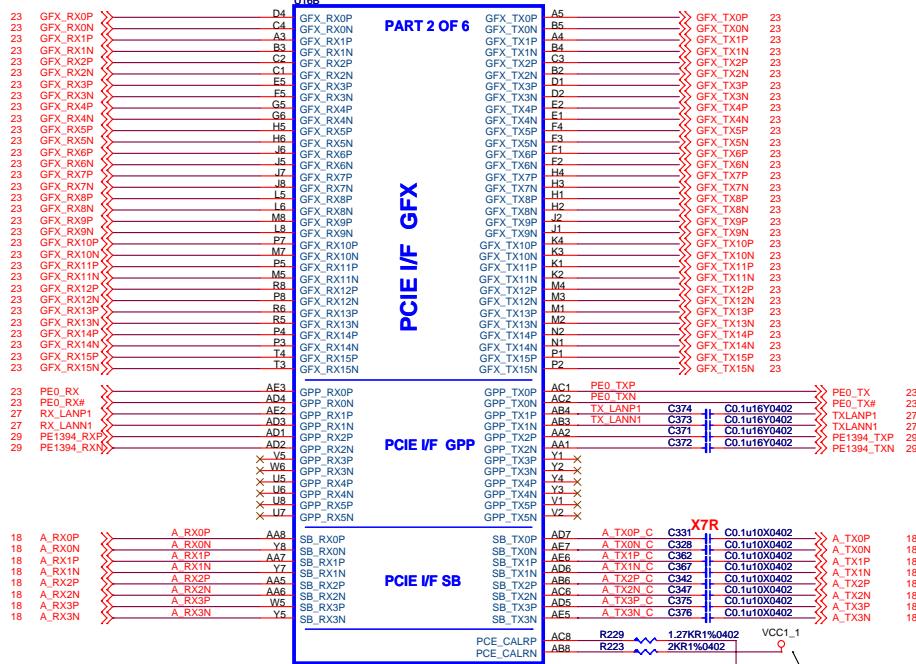 U16B
PART 2 OF 6
23 GFX_RX0P D4 GFX_RX0P GFX_TX0P A5 GFX_TX0P 23
23 GFX_RX0N C4 GFX_RX0N GFX_TX0N B5 GFX_TX0N 23
23 GFX_RX1P A3 GFX_RX1P GFX_TX1P A4 GFX_TX1P 23
23 GFX_RX1N B3 GFX_RX1N GFX_TX1N B4 GFX_TX1N 23
23 GFX_RX2P C2 GFX_RX2P GFX_TX2P C3 GFX_TX2P 23
23 GFX_RX2N C1 GFX_RX2N GFX_TX2N B2 GFX_TX2N 23
23 GFX_RX3P E5 GFX_RX3P GFX_TX3P D1 GFX_TX3P 23
23 GFX_RX3N F5 GFX_RX3N GFX_TX3N D2 GFX_TX3N 23
23 GFX_RX4P G5 GFX_RX4P GFX_TX4P E2 GFX_TX4P 23
23 GFX_RX4N G6 GFX_RX4N GFX_TX4N E1 GFX_TX4N 23
23 GFX_RX5P H5 GFX_RX5P GFX_TX5P F4 GFX_TX5P 23
23 GFX_RX5N H6 GFX_RX5N GFX_TX5N F3 GFX_TX5N 23
23 GFX_RX6P J6 GFX_RX6P GFX_TX6P F1 GFX_TX6P 23
23 GFX_RX6N J5 GFX_RX6N GFX_TX6N F2 GFX_TX6N 23
23 GFX_RX7P J7 GFX_RX7P GFX_TX7P H4 GFX_TX7P 23
23 GFX_RX7N J8 GFX_RX7N GFX_TX7N H3 GFX_TX7N 23
23 GFX_RX8P L5 GFX_RX8P GFX_TX8P H1 GFX_TX8P 23
23 GFX_RX8N L6 GFX_RX8N GFX_TX8N H2 GFX_TX8N 23
23 GFX_RX9P M8 GFX_RX9P GFX_TX9P J2 GFX_TX9P 23
23 GFX_RX9N L8 GFX_RX9N GFX_TX9N J1 GFX_TX9N 23
23 GFX_RX10P P7 GFX_RX10P GFX_TX10P K4 GFX_TX10P 23
23 GFX_RX10N M7 GFX_RX10N GFX_TX10N K3 GFX_TX10N 23
23 GFX_RX11P P5 GFX_RX11P GFX_TX11P K1 GFX_TX11P 23
23 GFX_RX11N M5 GFX_RX11N GFX_TX11N K2 GFX_TX11N 23
23 GFX_RX12P R8 GFX_RX12P GFX_TX12P M4 GFX_TX12P 23
23 GFX_RX12N P8 GFX_RX12N GFX_TX12N M3 GFX_TX12N 23
23 GFX_RX13P R6 GFX_RX13P GFX_TX13P M1 GFX_TX13P 23
23 GFX_RX13N R5 GFX_RX13N GFX_TX13N M2 GFX_TX13N 23
23 GFX_RX14P P4 GFX_RX14P GFX_TX14P N2 GFX_TX14P 23
23 GFX_RX14N P3 GFX_RX14N GFX_TX14N N1 GFX_TX14N 23
23 GFX_RX15P T4 GFX_RX15P GFX_TX15P P1 GFX_TX15P 23
23 GFX_RX15N T3 GFX_RX15N GFX_TX15N P2 GFX_TX15N 23
PCIE I/F GFX
23 PE0_RX AE3 GPP_RX0P GPP_TX0P AC1 PE0_TXP PE0_TX 23
23 PE0_RX# AD4 GPP_RX0N GPP_TX0N AC2 PE0_TXN PE0_TX# 23
27 RX_LANP1 AE2 GPP_RX1P GPP_TX1P AB4 TX_LANP1 C374 C0.1u16Y0402 TXLANP1 27
27 RX_LANN1 AD3 GPP_RX1N GPP_TX1N AB3 TX_LANN1 C373 C0.1u16Y0402 TXLANN1 27
29 PE1394_RXP AD1 GPP_RX2P GPP_TX2P AA2 C371 C0.1u16Y0402 PE1394_TXP 29
29 PE1394_RXN AD2 GPP_RX2N GPP_TX2N AA1 C372 C0.1u16Y0402 PE1394_TXN 29
PCIE I/F GPP
V5 GPP_RX3P GPP_TX3P Y1
W6 GPP_RX3N GPP_TX3N Y2
U5 GPP_RX4P GPP_TX4P Y4
U6 GPP_RX4N GPP_TX4N Y3
U8 GPP_RX5P GPP_TX5P V1
U7 GPP_RX5N GPP_TX5N V2
X7R
18 A_RX0P A_RX0P AA8 SB_RX0P SB_TX0P AD7 A_TX0P_C C331 C0.1u10X0402 A_TX0P 18
18 A_RX0N A_RX0N Y8 SB_RX0N SB_TX0N AE7 A_TX0N_C C328 C0.1u10X0402 A_TX0N 18
18 A_RX1P A_RX1P AA7 SB_RX1P SB_TX1P AE6 A_TX1P_C C362 C0.1u10X0402 A_TX1P 18
18 A_RX1N A_RX1N Y7 SB_RX1N SB_TX1N AD6 A_TX1N_C C367 C0.1u10X0402 A_TX1N 18
18 A_RX2P A_RX2P AA5 SB_RX2P SB_TX2P AB6 A_TX2P_C C342 C0.1u10X0402 A_TX2P 18
18 A_RX2N A_RX2N AA6 SB_RX2N SB_TX2N AC6 A_TX2N_C C347 C0.1u10X0402 A_TX2N 18
18 A_RX3P A_RX3P W5 SB_RX3P SB_TX3P AD5 A_TX3P_C C375 C0.1u10X0402 A_TX3P 18
18 A_RX3N A_RX3N Y5 SB_RX3N SB_TX3N AE5 A_TX3N_C C376 C0.1u10X0402 A_TX3N 18
PCIE I/F SB
PCE_CALRP AC8 R229 1.27KR1%0402 VCC1_1
PCE_CALRN AB8 R223 2KR1%0402